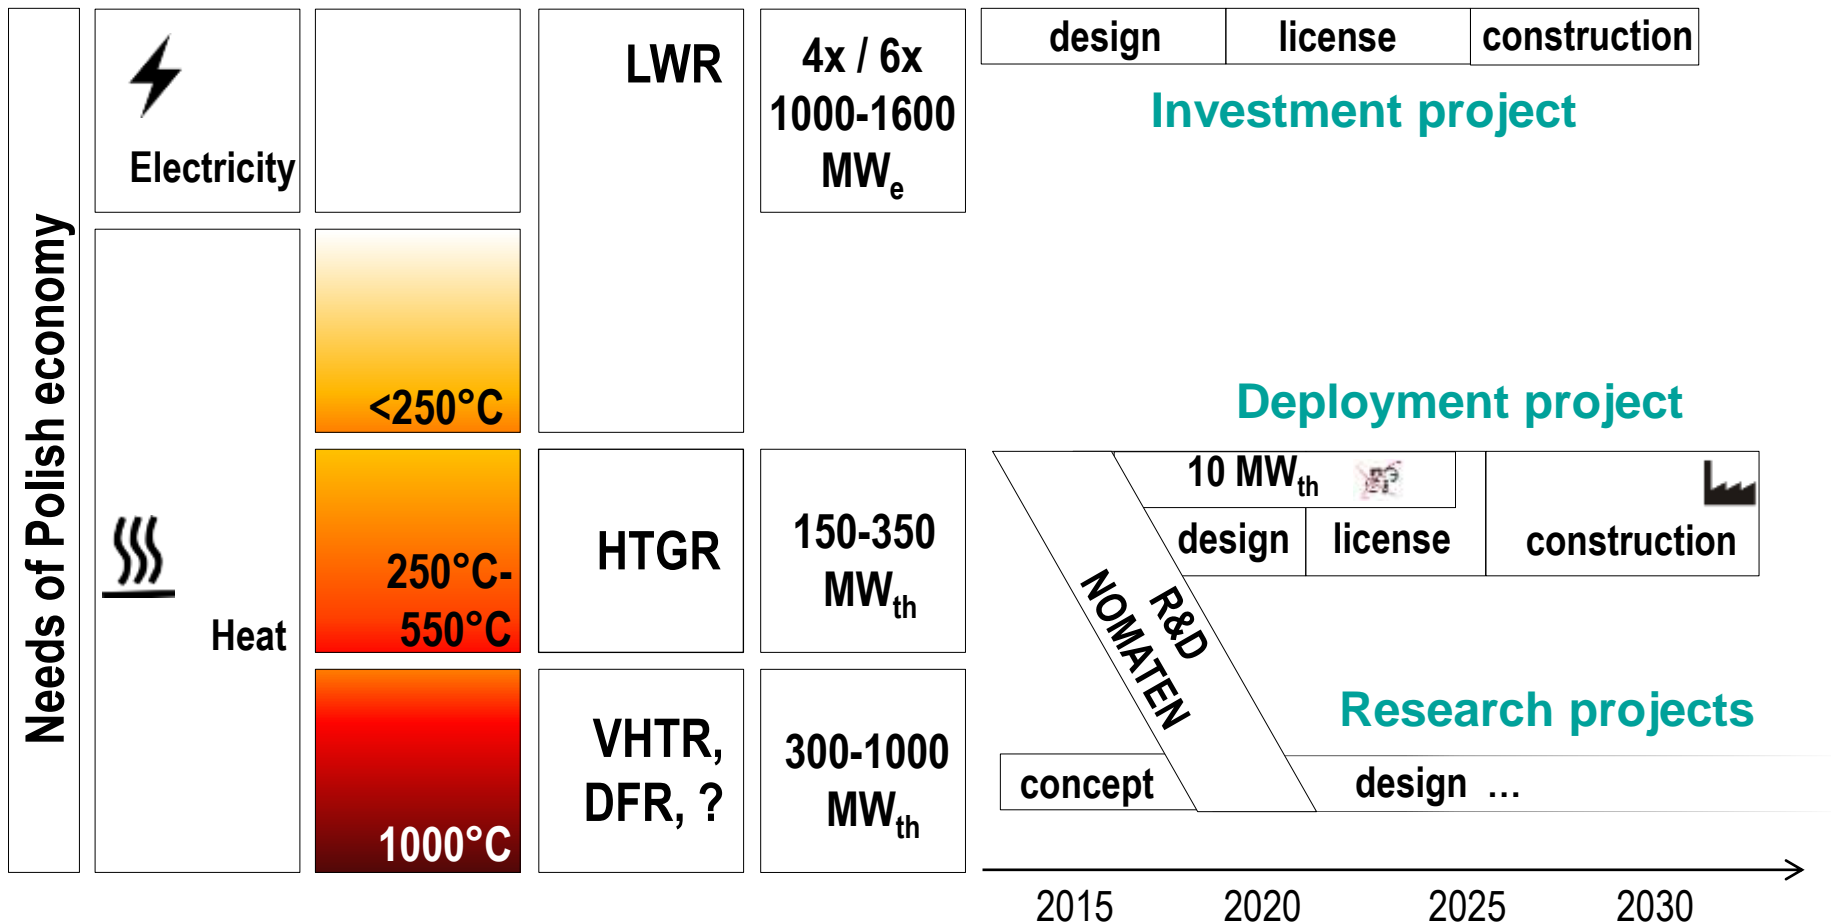 Needs of Polish economy
Electricity
LWR
4x / 6x
1000-1600
MWe
design
license
construction
Investment project
<250°C
Deployment project
Heat
250°C-
550°C
HTGR
150-350
MWth
10 MWth
design
license
construction
R&D
NOMATEN
Research projects
1000°C
VHTR,
DFR, ?
300-1000
MWth
concept
design ...
2015
2020
2025
2030